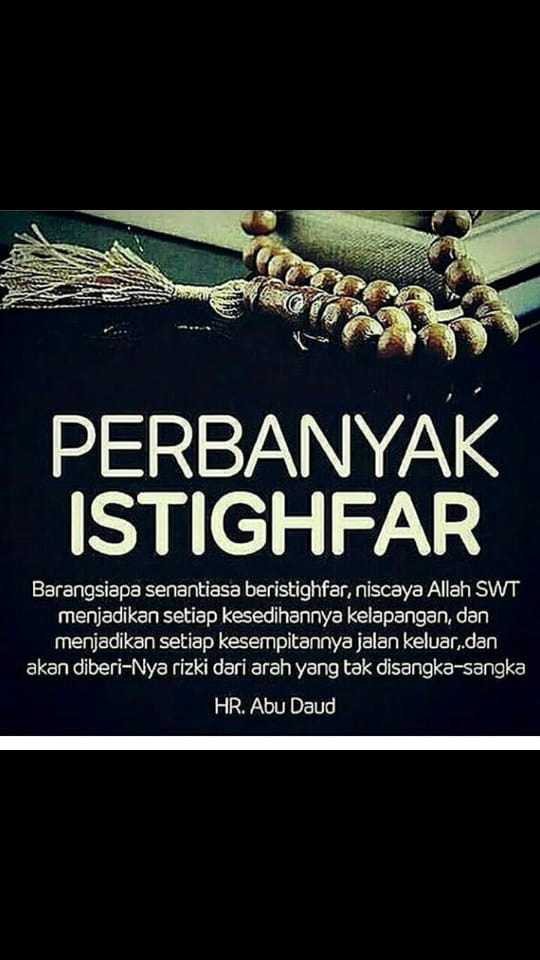 PERBANYAK
ISTIGHFAR
Barangsiapa senantiasa beristighfar, niscaya Allah SWT
menjadikan setiap kesedihannya kelapangan, dan
menjadikan setiap kesempitannya jalan keluar,.dan
akan diberi-Nya rizki dari arah yang tak disangka-sangka
HR. Abu Daud